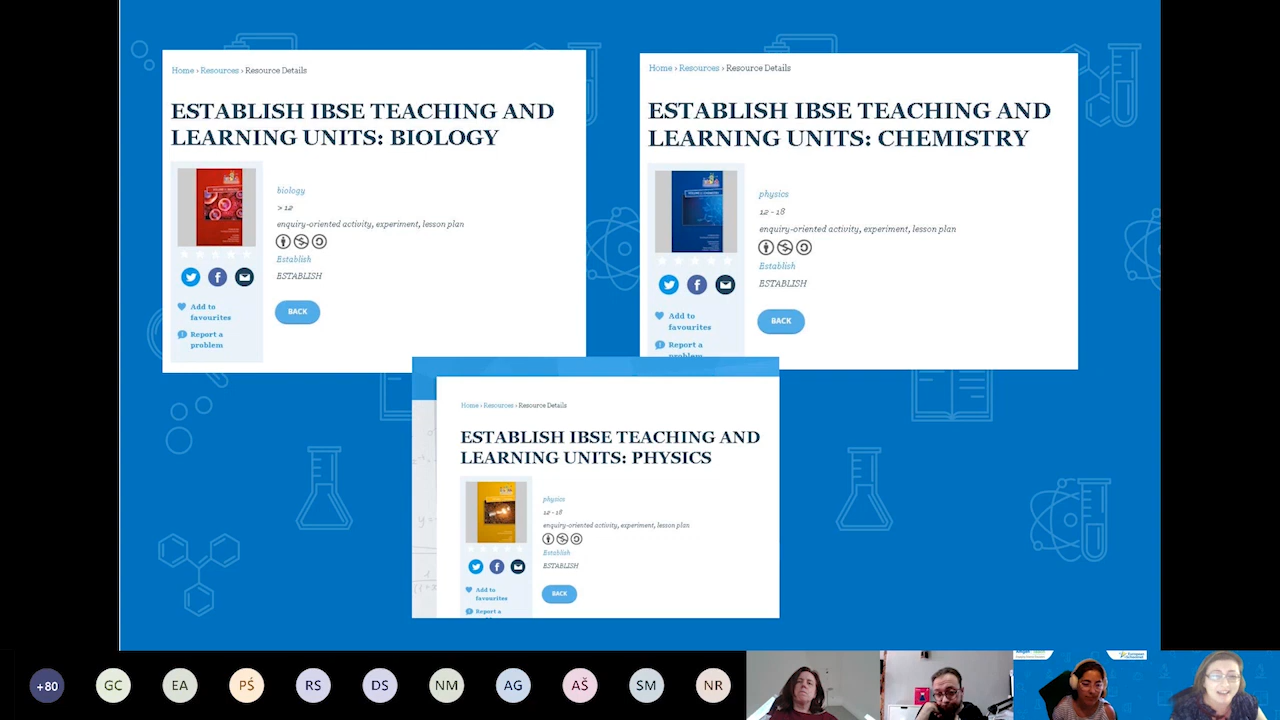 Home › Resources › Resource Details
ESTABLISH IBSE TEACHING AND
LEARNING UNITS: BIOLOGY
biology
> 12
enquiry-oriented activity, experiment, lesson plan
Establish
ESTABLISH
BACK
Add to
favourites
Report a
problem
Home › Resources › Resource Details
ESTABLISH IBSE TEACHING AND
LEARNING UNITS: CHEMISTRY
physics
12 - 18
enquiry-oriented activity, experiment, lesson plan
Establish
ESTABLISH
BACK
Add to
favourites
Report a
problem
Home › Resources › Resource Details
ESTABLISH IBSE TEACHING AND
LEARNING UNITS: PHYSICS
physics
12 - 18
enquiry-oriented activity, experiment, lesson plan
Establish
ESTABLISH
BACK
Add to
favourites
Report a
+80
GC
EA
PŠ
RS
DS
NM
AG
AŠ
SM
NR